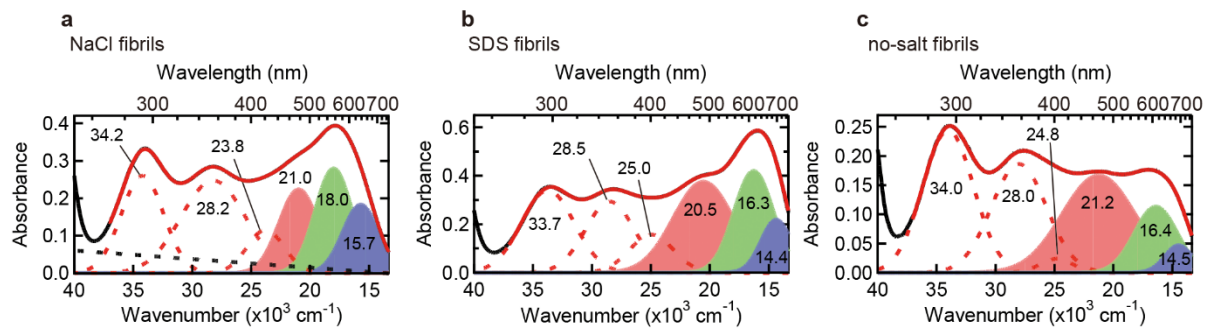 a
NaCl fibrils
Wavelength (nm)
300 400 500 600 700
Absorbance
0.4
0.3
0.2
0.1
0.0
34.2
28.2
23.8
21.0
18.0
15.7
40 35 30 25 20 15
Wavenumber (x10³ cm⁻¹)
b
SDS fibrils
Wavelength (nm)
300 400 500 600 700
Absorbance
0.6
0.4
0.2
0.0
33.7
28.5
25.0
20.5
16.3
14.4
40 35 30 25 20 15
Wavenumber (x10³ cm⁻¹)
c
no-salt fibrils
Wavelength (nm)
300 400 500 600 700
Absorbance
0.25
0.20
0.15
0.10
0.05
0.00
34.0
28.0
24.8
21.2
16.4
14.5
40 35 30 25 20 15
Wavenumber (x10³ cm⁻¹)